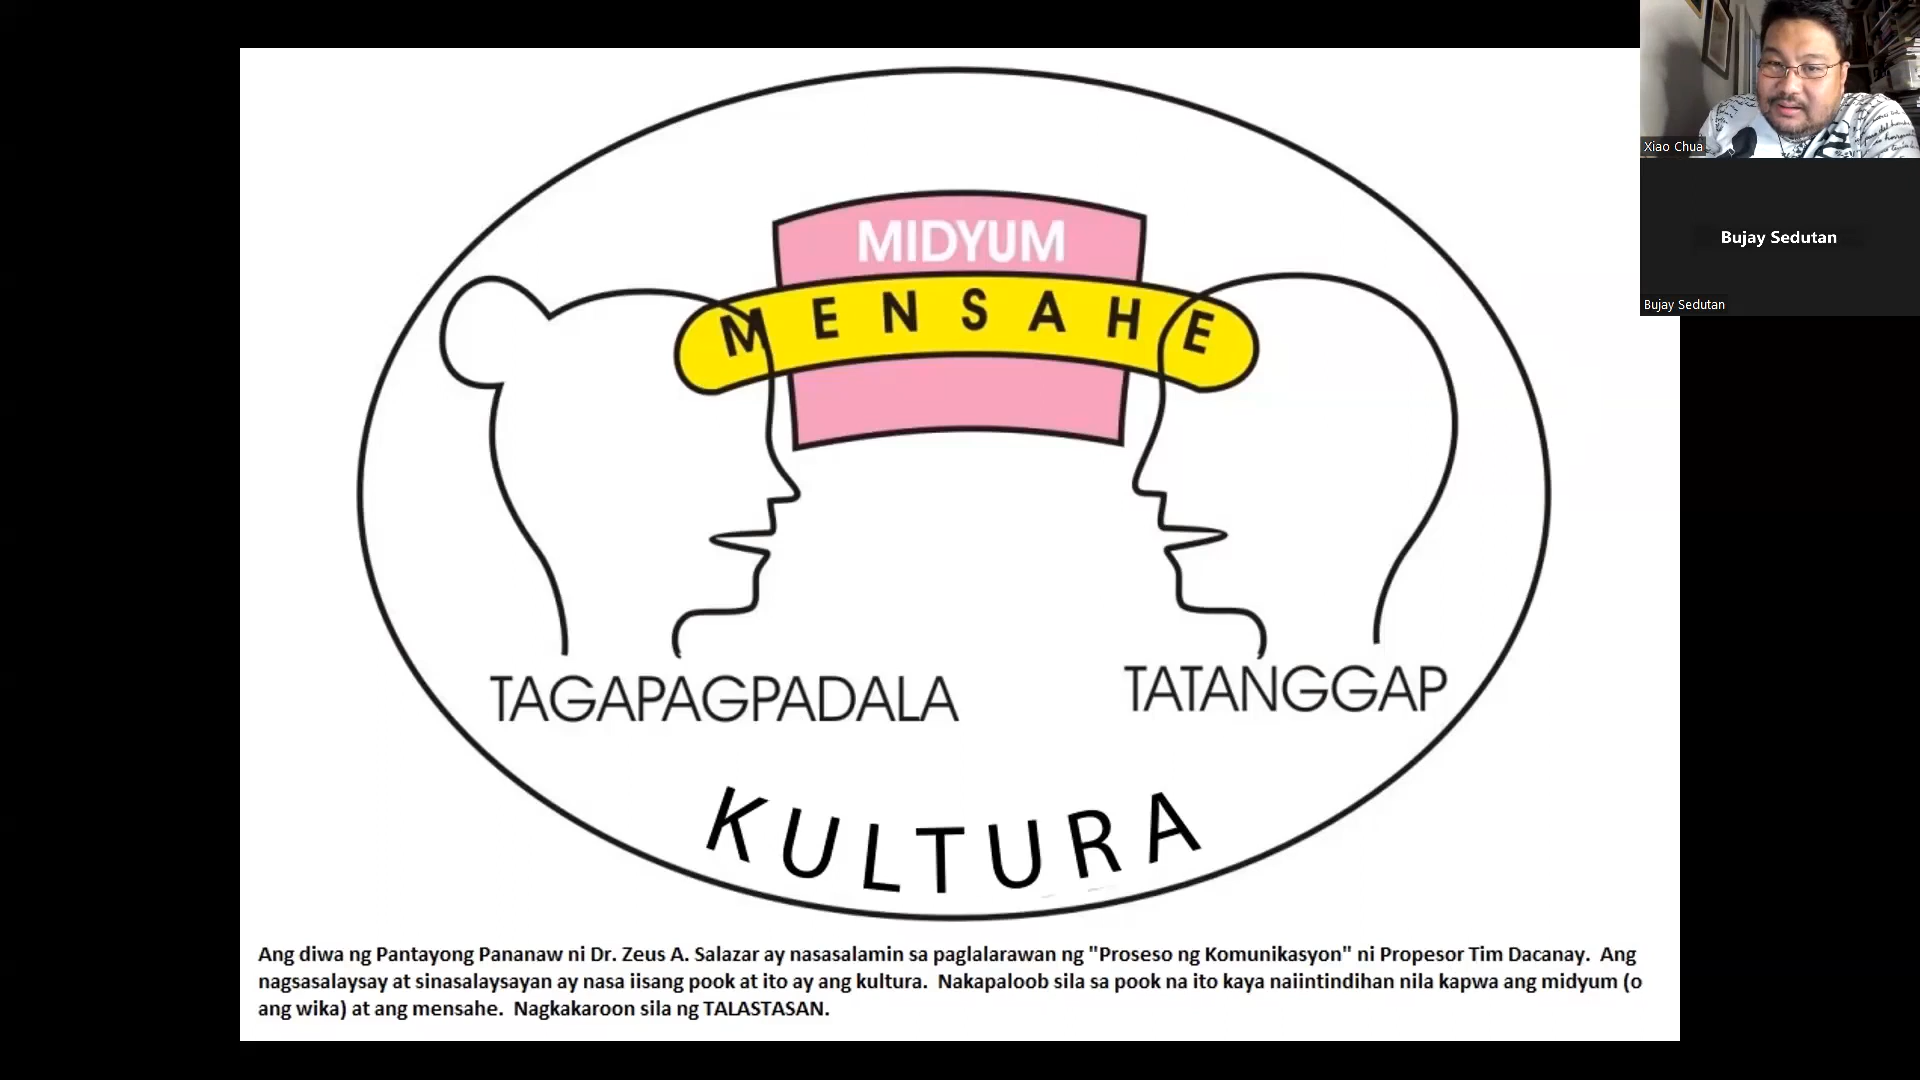 MIDYUM
MENSAHE
TAGAPAGPADALA
TATANGGAP
KULTURA
Ang diwa ng Pantayong Pananaw ni Dr. Zeus A. Salazar ay nasasalamin sa paglalarawan ng "Proseso ng Komunikasyon" ni Propesor Tim Dacanay. Ang
nagsasalaysay at sinasalaysayan ay nasa iisang pook at ito ay ang kultura. Nakapaloob sila sa pook na ito kaya naiintindihan nila kapwa ang midyum (o
ang wika) at ang mensahe. Nagkakaroon sila ng TALASTASAN.
Xiao Chua
Bujay Sedutan
Bujay Sedutan